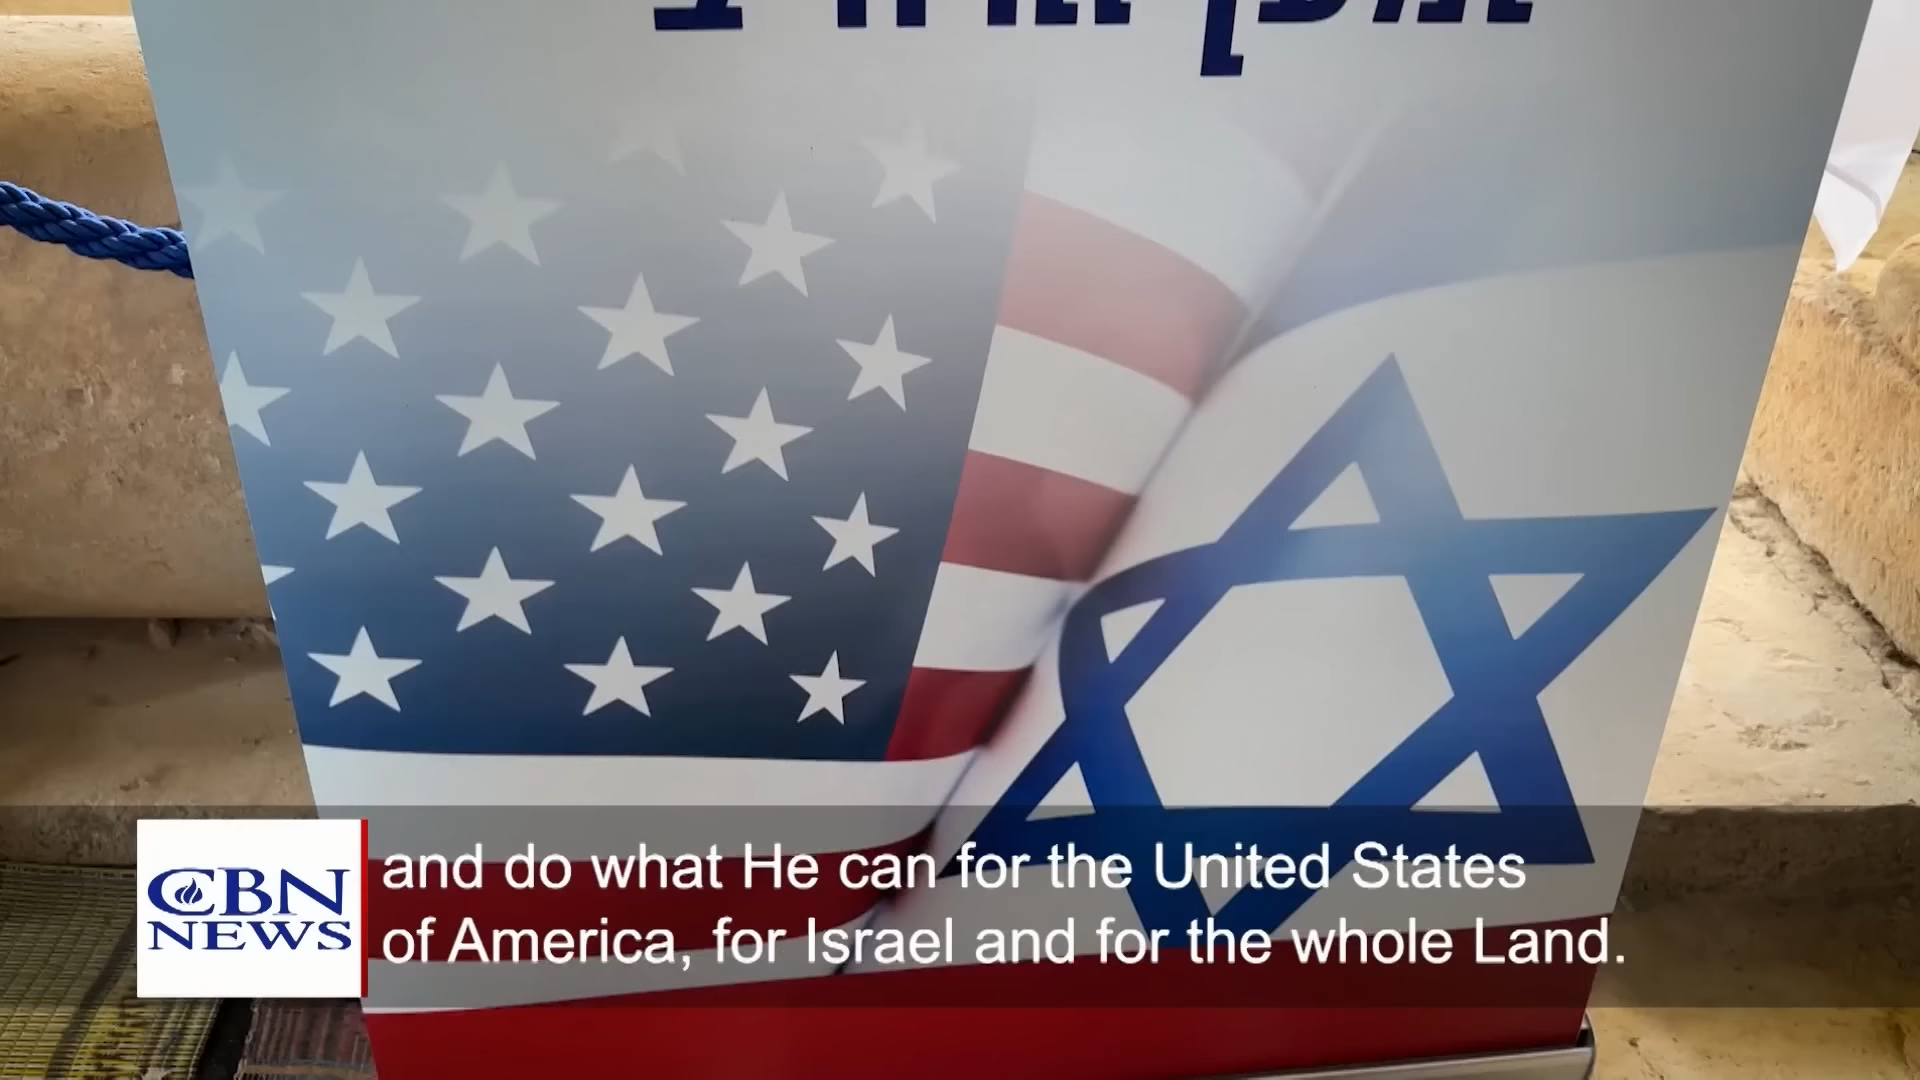 and do what He can for the United States
of America, for Israel and for the whole Land.
CBN
NEWS